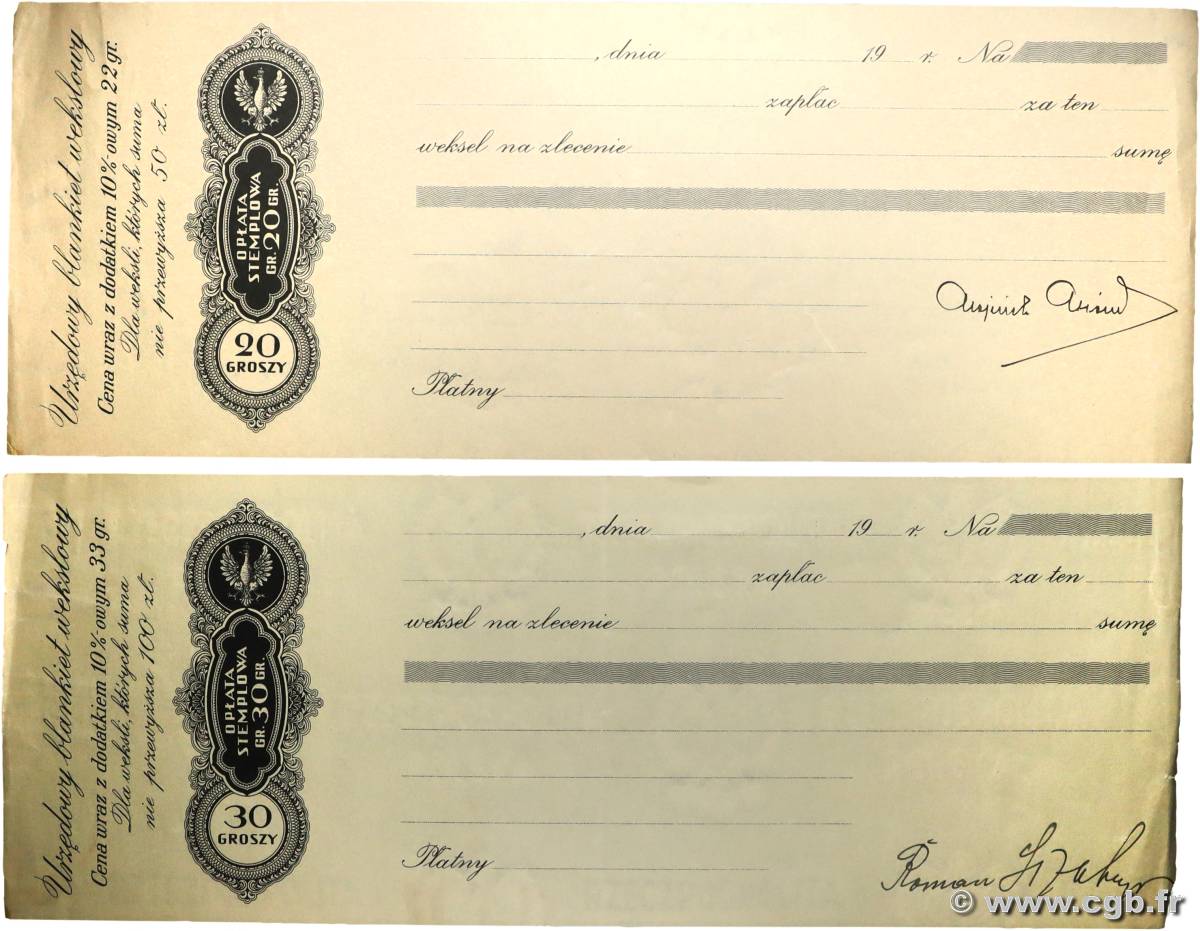 Urzędowy blankiet wekslowy
Cena wraz z dodatkiem 10%-owym 22 gr.
Dla weksli, których suma
nie przewyższa 50 zł.
OPŁATA
STEMPLOWA
GR. 20 GR.
20
GROSZY
, dnia 19 r. Na
zapłac za ten
weksel na zlecenie sumę
Płatny
Urzędowy blankiet wekslowy
Cena wraz z dodatkiem 10%-owym 33 gr.
Dla weksli, których suma
nie przewyższa 100 zł.
OPŁATA
STEMPLOWA
GR. 30 GR.
30
GROSZY
, dnia 19 r. Na
zapłac za ten
weksel na zlecenie sumę
Płatny
Roman
© www.cgb.fr